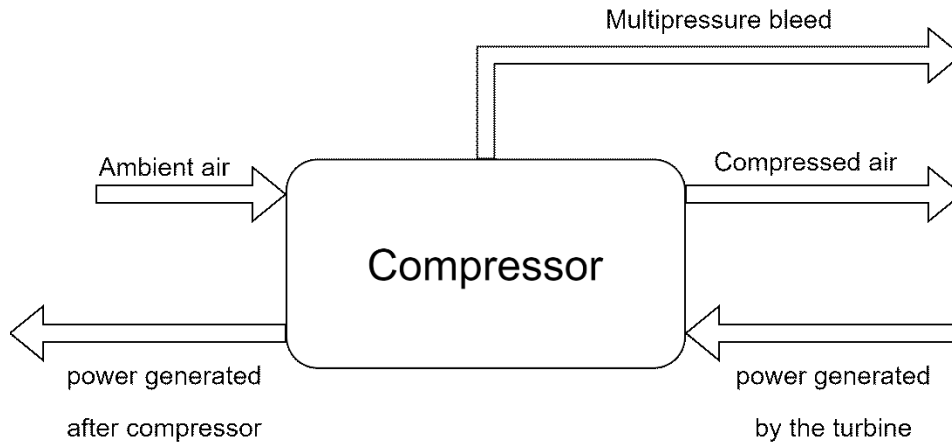 Multipressure bleed
Ambient air
Compressed air
Compressor
power generated
after compressor
power generated
by the turbine